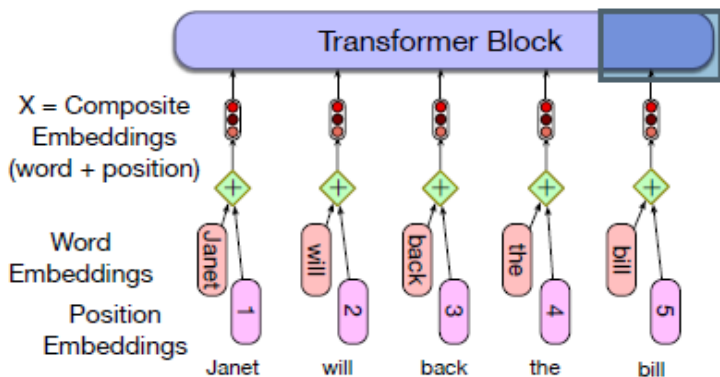 Transformer Block
X = Composite
Embeddings
(word + position)
+ + + + +
Word
Embeddings
Janet will back the bill
Position
Embeddings
1 2 3 4 5
Janet will back the bill